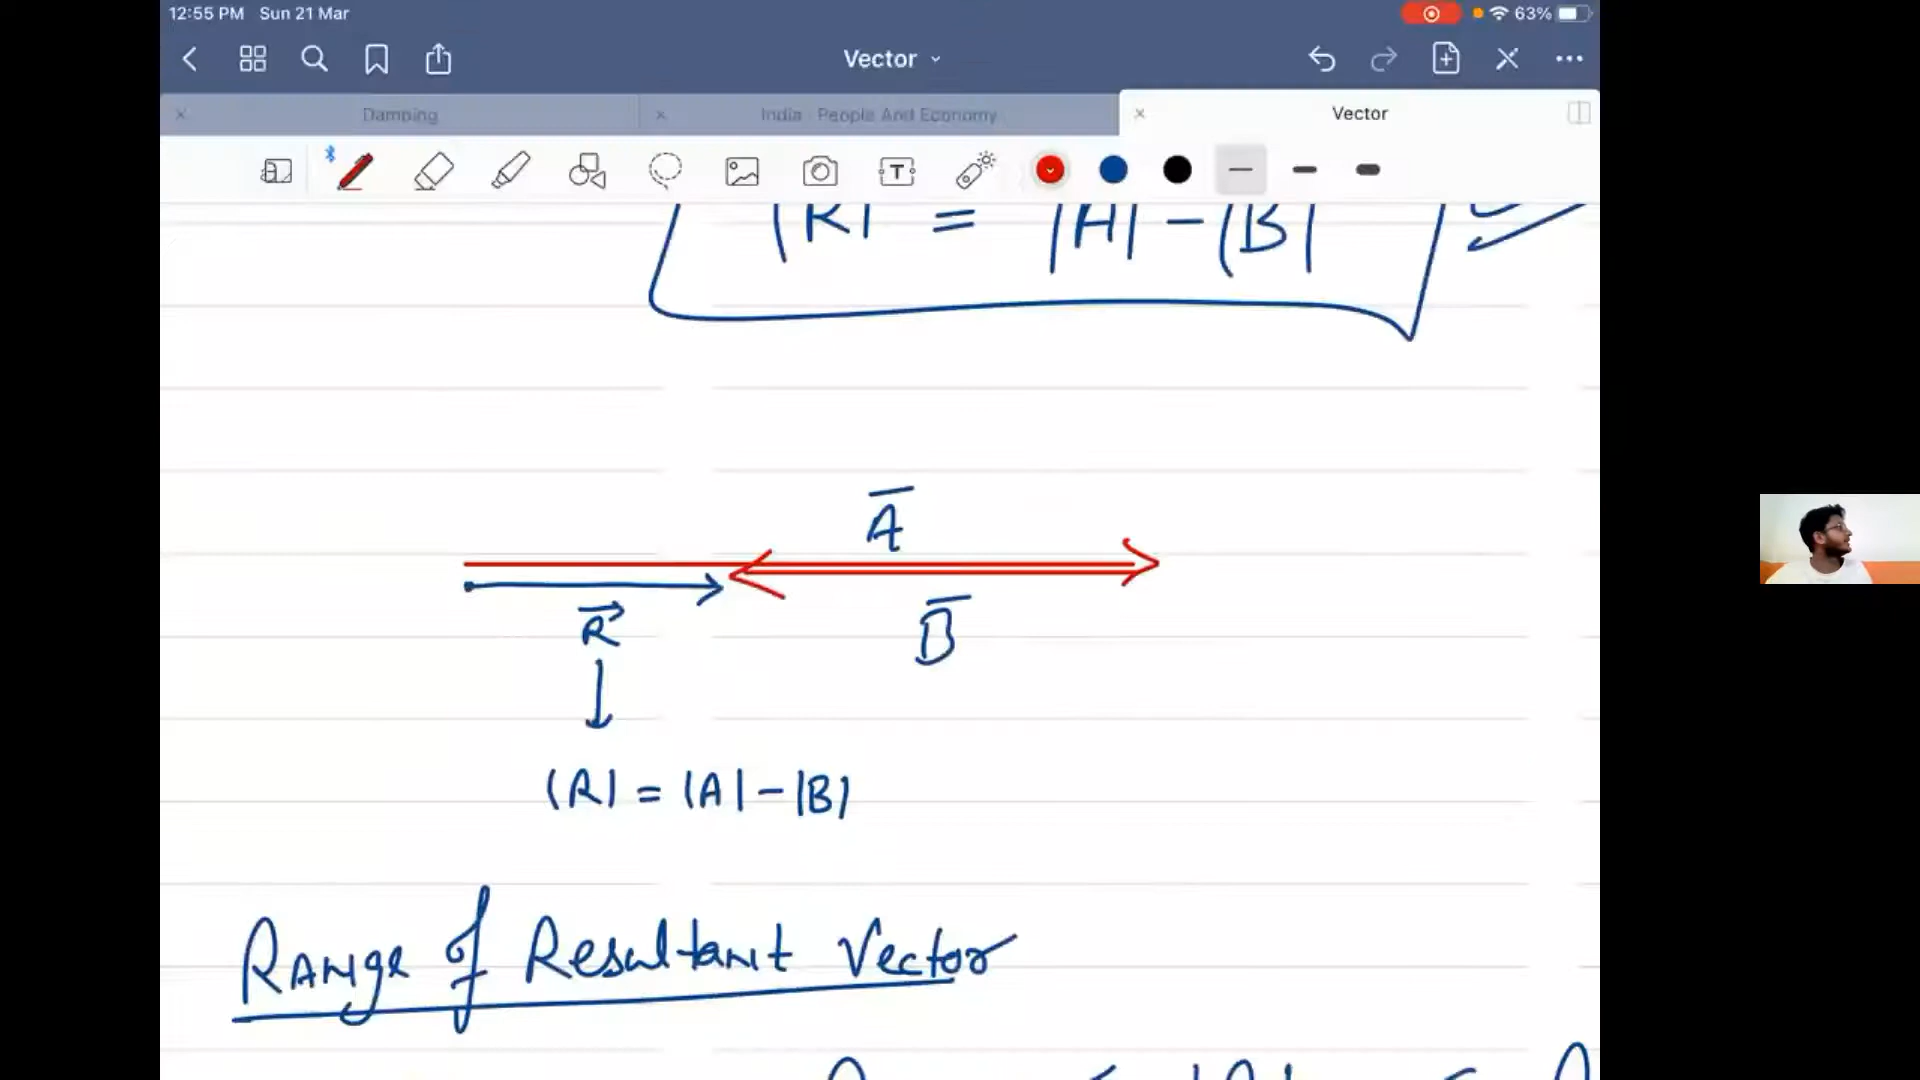 12:55 PM Sun 21 Mar 63%
Vector
Damping India - People And Economy Vector
|R| = |A| - |B|
A
B
R
|R| = |A| - |B|
Range of Resultant Vector